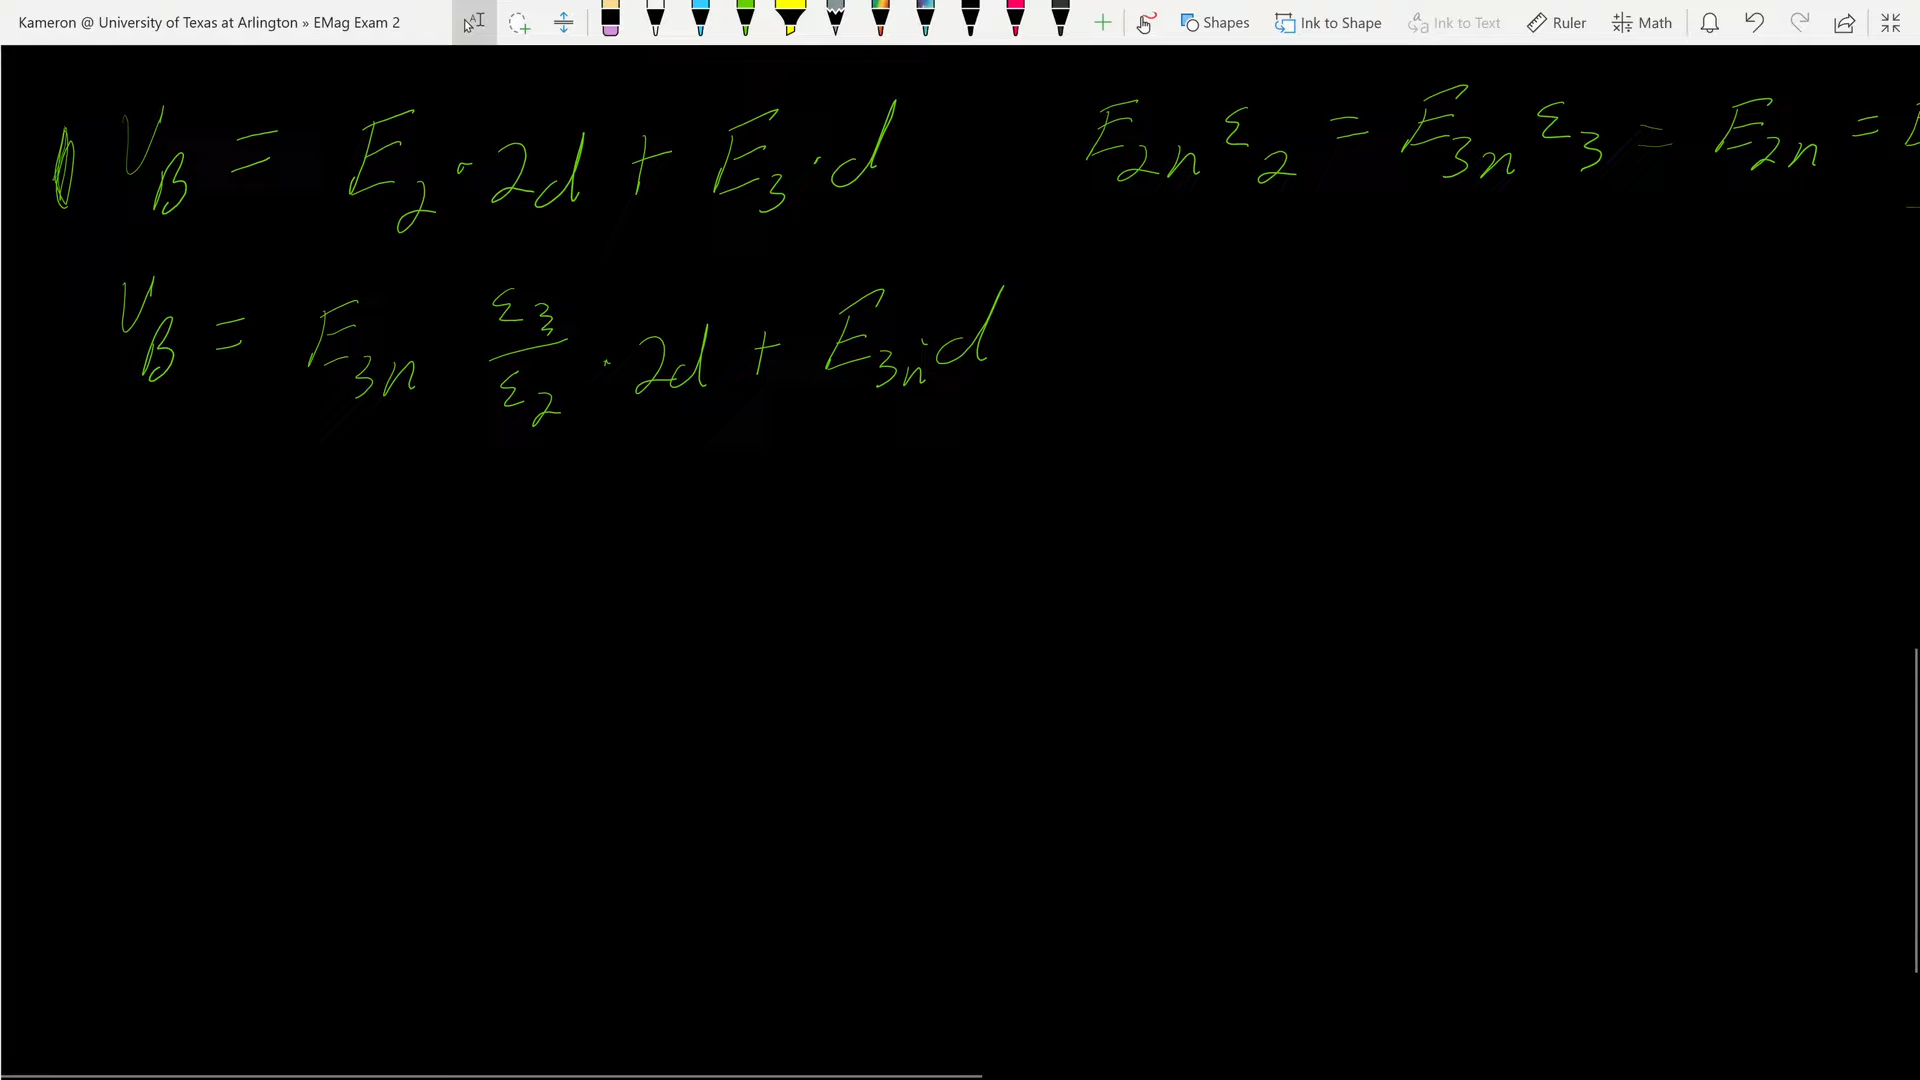 Kameron @ University of Texas at Arlington » EMag Exam 2
Shapes Ink to Shape Ink to Text Ruler Math
V_B = E_2 · 2d + E_3 · d
E_2n ε_2 = E_3n ε_3 = E_2n =
V_B = E_3n ε_3/ε_2 · 2d + E_3n · d